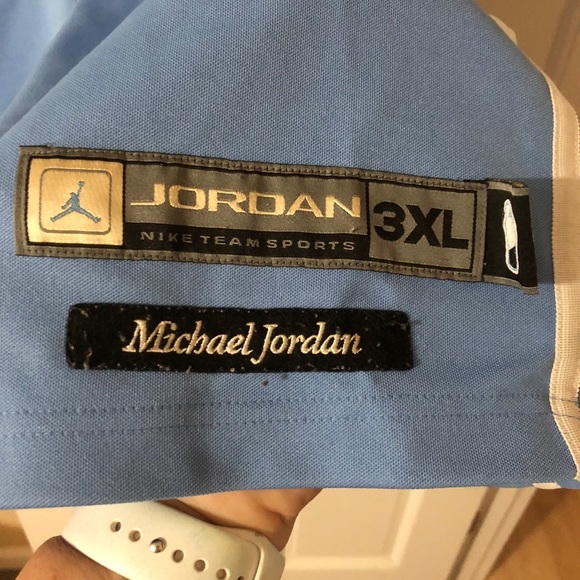 JORDAN 3XL
NIKE TEAM SPORTS
Michael Jordan